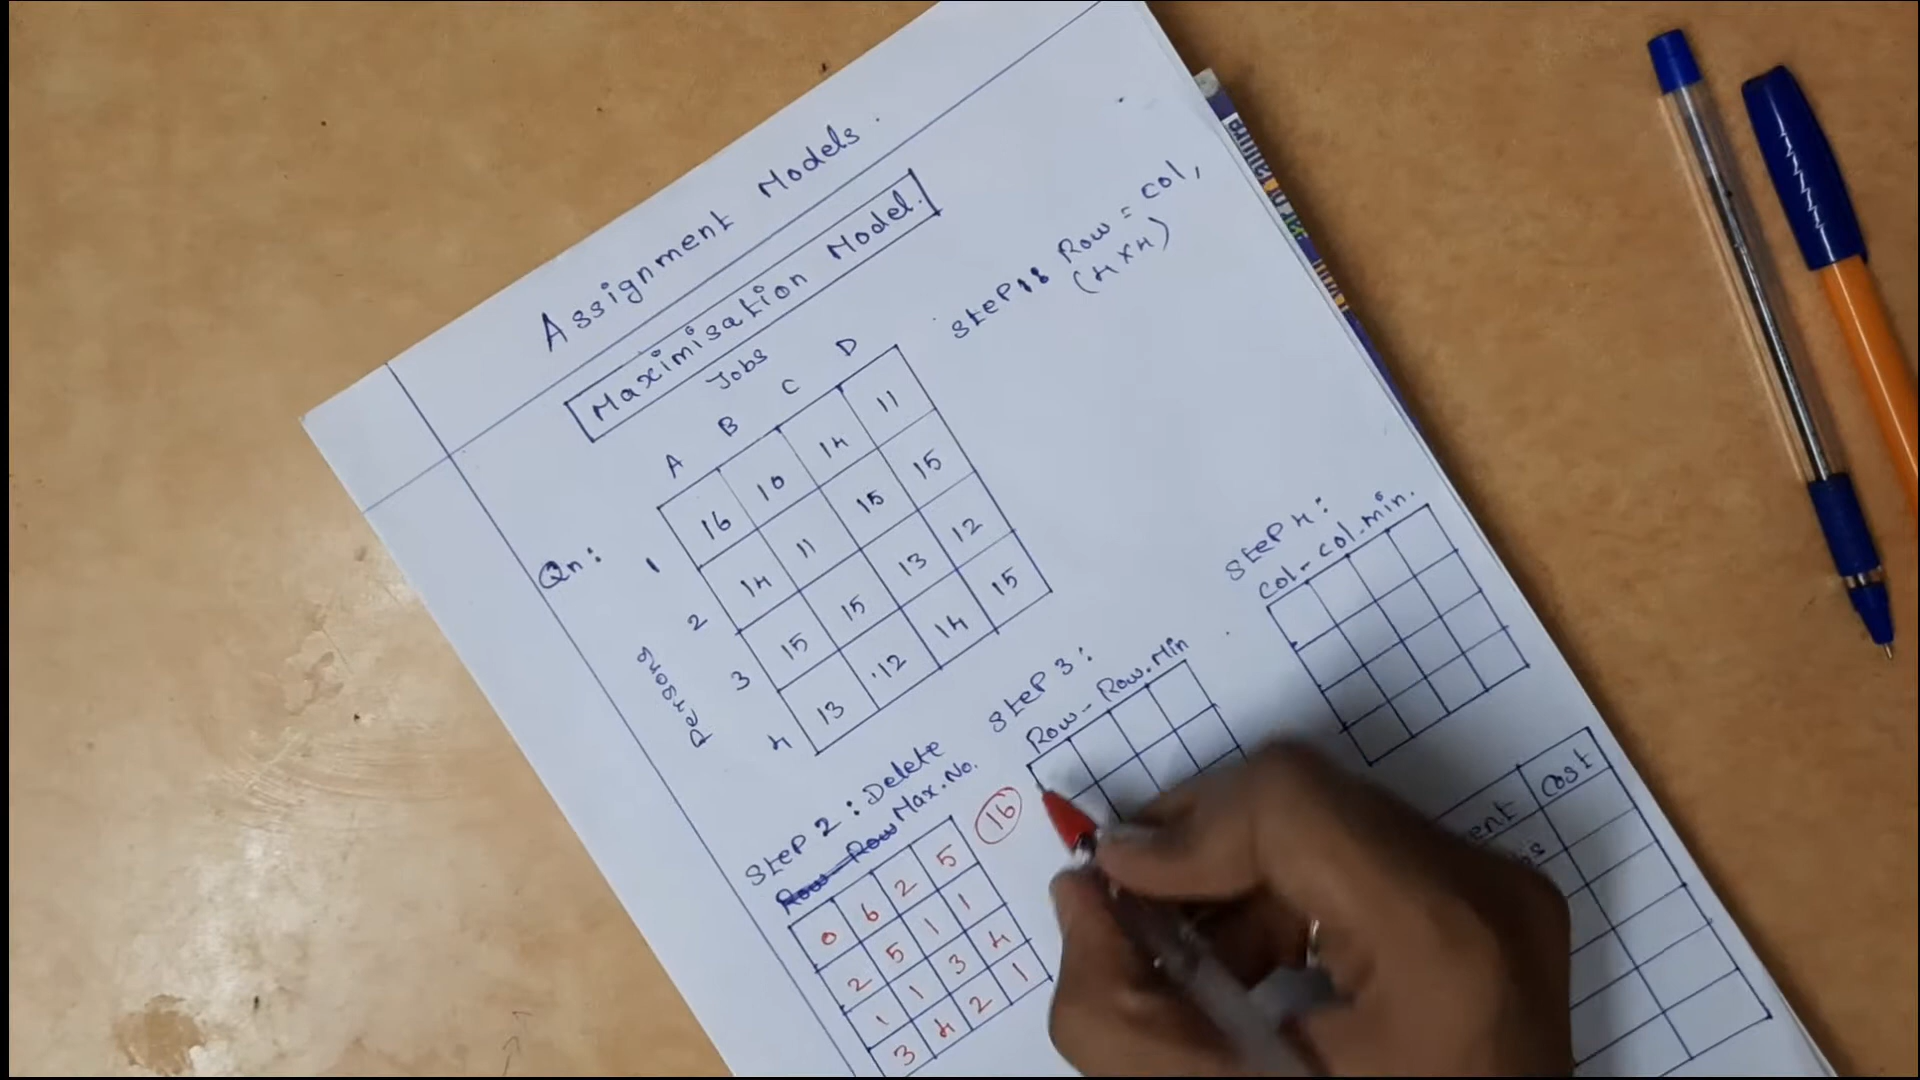 Assignment Models.
Maximisation Model.
Step 1: Row = Col,
(4x4)
Jobs
A B C D
Qn:
Persons
1 16 10 14 11
2 14 11 15 15
3 15 15 13 12
4 13 12 14 15
Step 2: Delete
Max.No.
16
0 6 2 5
2 5 1 1
1 1 3 4
3 4 2 1
Step 3:
Row - Row.Min
Step 4:
Col - Col.min.
Cost